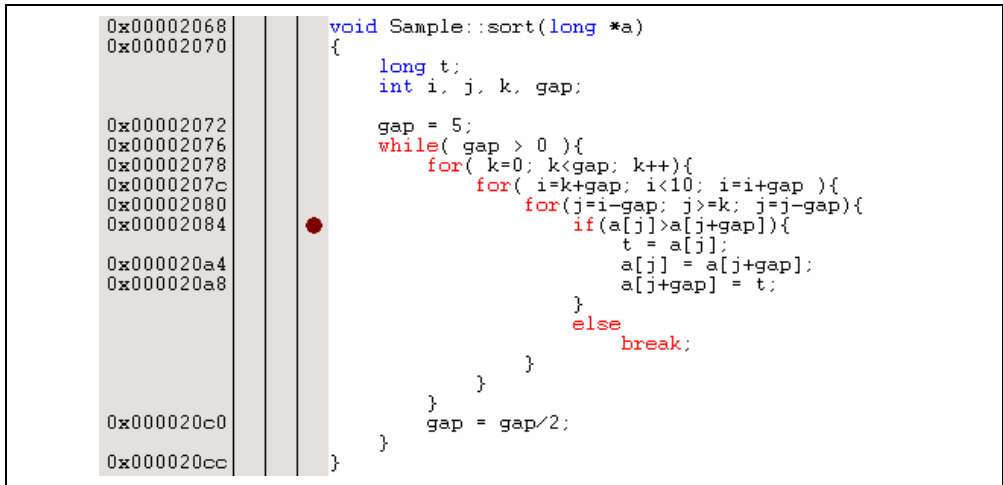 0x00002068 void Sample::sort(long *a)
0x00002070 {
long t;
int i, j, k, gap;
0x00002072 gap = 5;
0x00002076 while( gap > 0 ){
0x00002078 for( k=0; k<gap; k++){
0x0000207c for( i=k+gap; i<10; i=i+gap ){
0x00002080 for(j=i-gap; j>=k; j=j-gap){
0x00002084 if(a[j]>a[j+gap]){
t = a[j];
0x000020a4 a[j] = a[j+gap];
0x000020a8 a[j+gap] = t;
}
else
break;
}
}
}
0x000020c0 gap = gap/2;
}
0x000020cc }